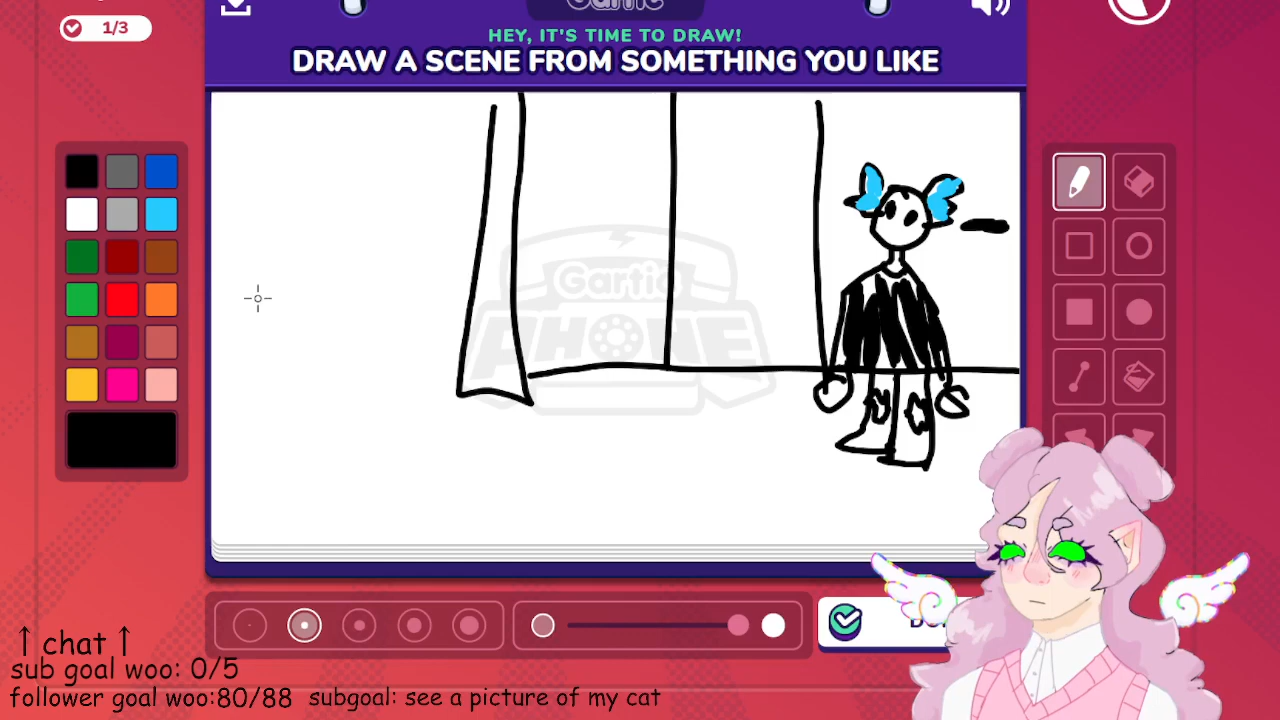 Gartic
1/3
HEY, IT'S TIME TO DRAW!
DRAW A SCENE FROM SOMETHING YOU LIKE
Gartic
PHONE
↑ chat ↑
sub goal woo: 0/5
follower goal woo:80/88 subgoal: see a picture of my cat